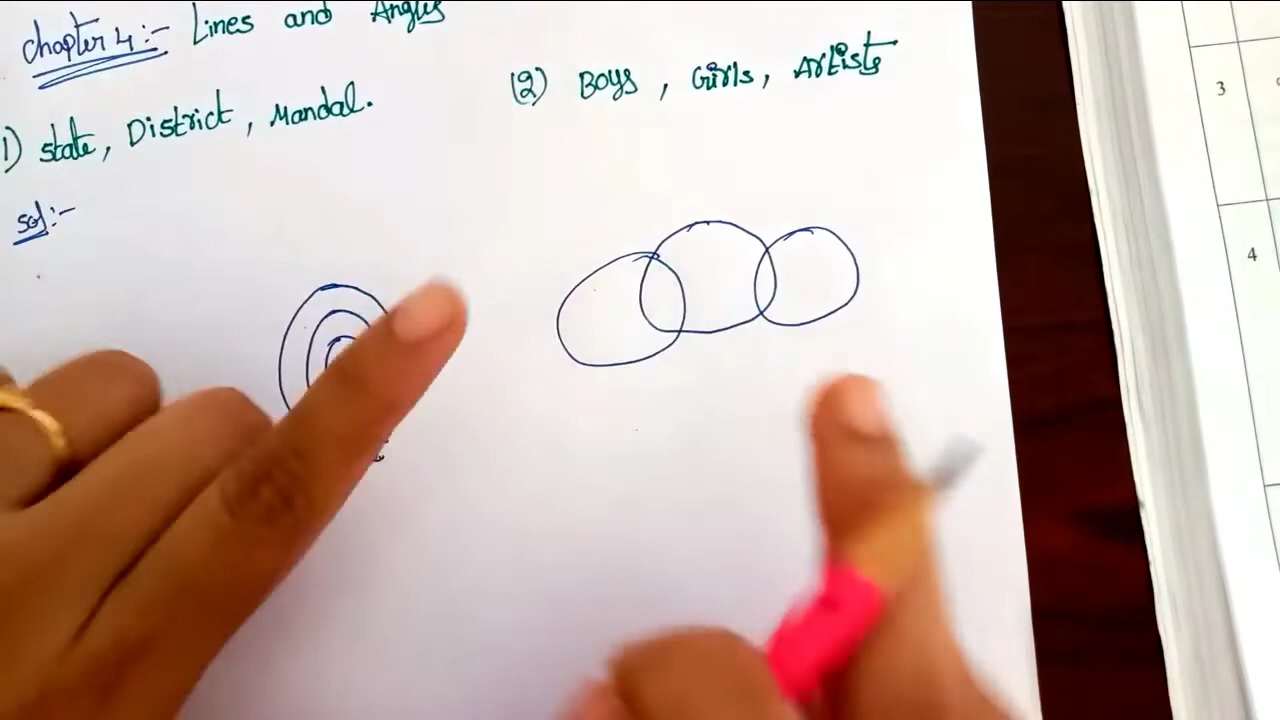 Chapter 4:- Lines and Angles
1) state, District, Mandal.
(2) Boys, Girls, Artists
Sol:-
3
4